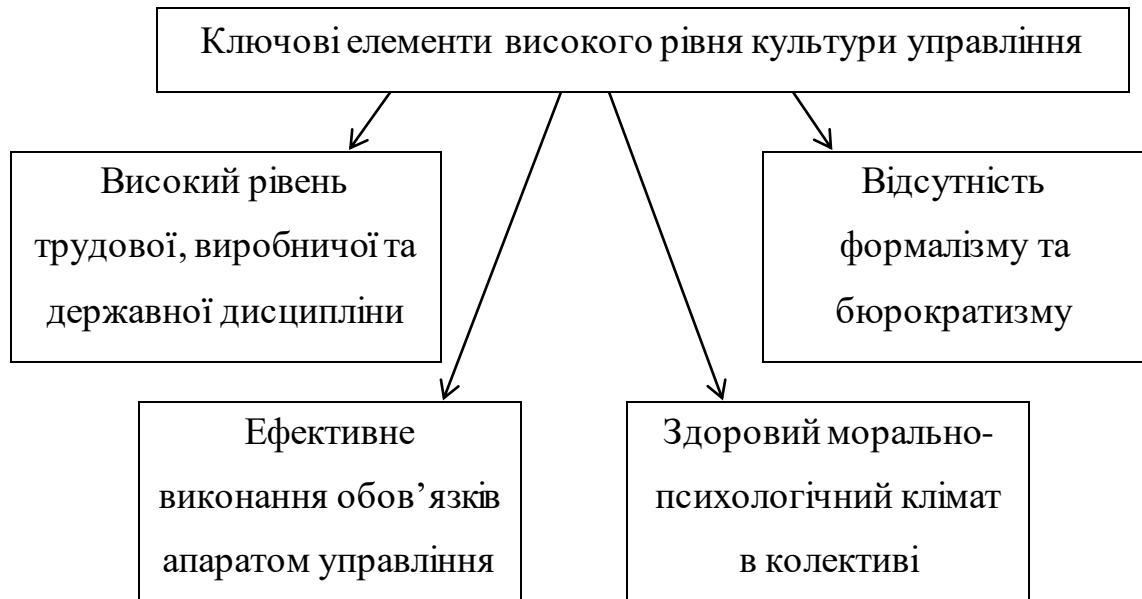 Ключові елементи високого рівня культури управління
Високий рівень
трудової, виробничої та
державної дисципліни
Відсутність
формалізму та
бюрократизму
Ефективне
виконання обов’язків
апаратом управління
Здоровий морально-
психологічний клімат
в колективі